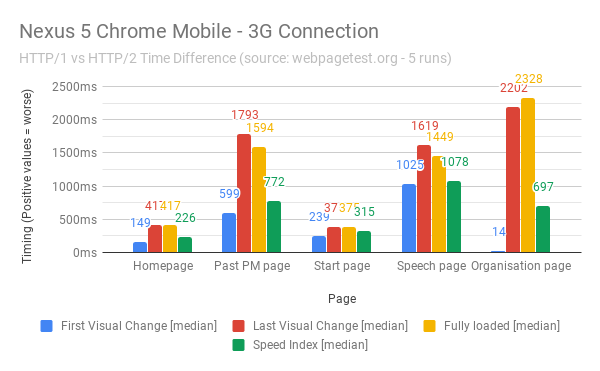 Nexus 5 Chrome Mobile - 3G Connection
HTTP/1 vs HTTP/2 Time Difference (source: webpagetest.org - 5 runs)
Timing (Positive values = worse)
2500ms
2000ms
1500ms
1000ms
500ms
0ms
149
417
417
226
599
1793
1594
772
239
375
315
1025
1619
1449
1078
14
2202
2328
697
Homepage
Past PM page
Start page
Speech page
Organisation page
Page
First Visual Change [median]
Last Visual Change [median]
Fully loaded [median]
Speed Index [median]